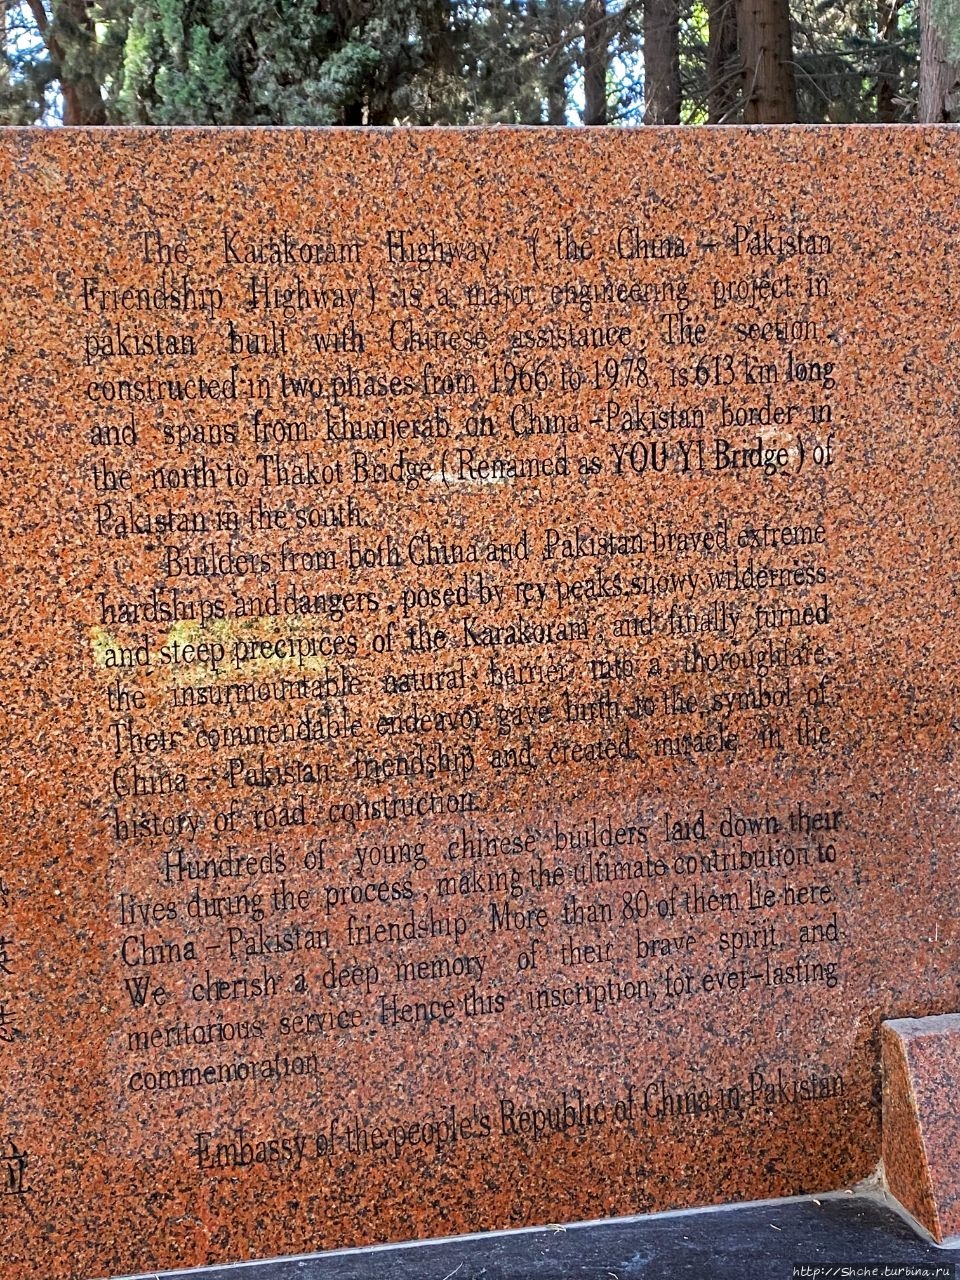 The Karakoram Highway ( the China – Pakistan
Friendship Highway ) is a major engineering project in
pakistan built with Chinese assistance. The section,
constructed in two phases from 1966 to 1978, is 613 km long
and spans from khunjerab on China –Pakistan border in
the north to Thakot Bridge ( Renamed as YOU YI Bridge ) of
Pakistan in the south.
Builders from both China and Pakistan braved extreme
hardships and dangers, posed by icy peaks, snowy wilderness
and steep precipices of the Karakoram, and finally turned
the insurmountable natural berrier into a thoroughfare.
Their commendable endeavor gave birth to the symbol of
China – Pakistan friendship and created miracle in the
history of road construction.
Hundreds of young chinese builders laid down their
lives during the process, making the ultimate contribution to
China – Pakistan friendship. More than 80 of them lie here.
We cherish a deep memory of their brave spirit and
meritorious service. Hence this inscription, for ever-lasting
commemoration.
Embassy of the people's Republic of China in Pakistan
立
http://Shche.turbina.ru